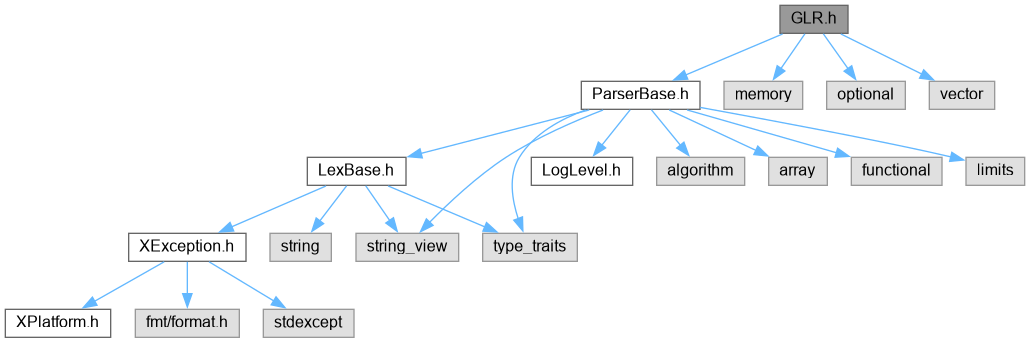 GLR.h
ParserBase.h
memory
optional
vector
LexBase.h
LogLevel.h
algorithm
array
functional
limits
XException.h
string
string_view
type_traits
XPlatform.h
fmt/format.h
stdexcept